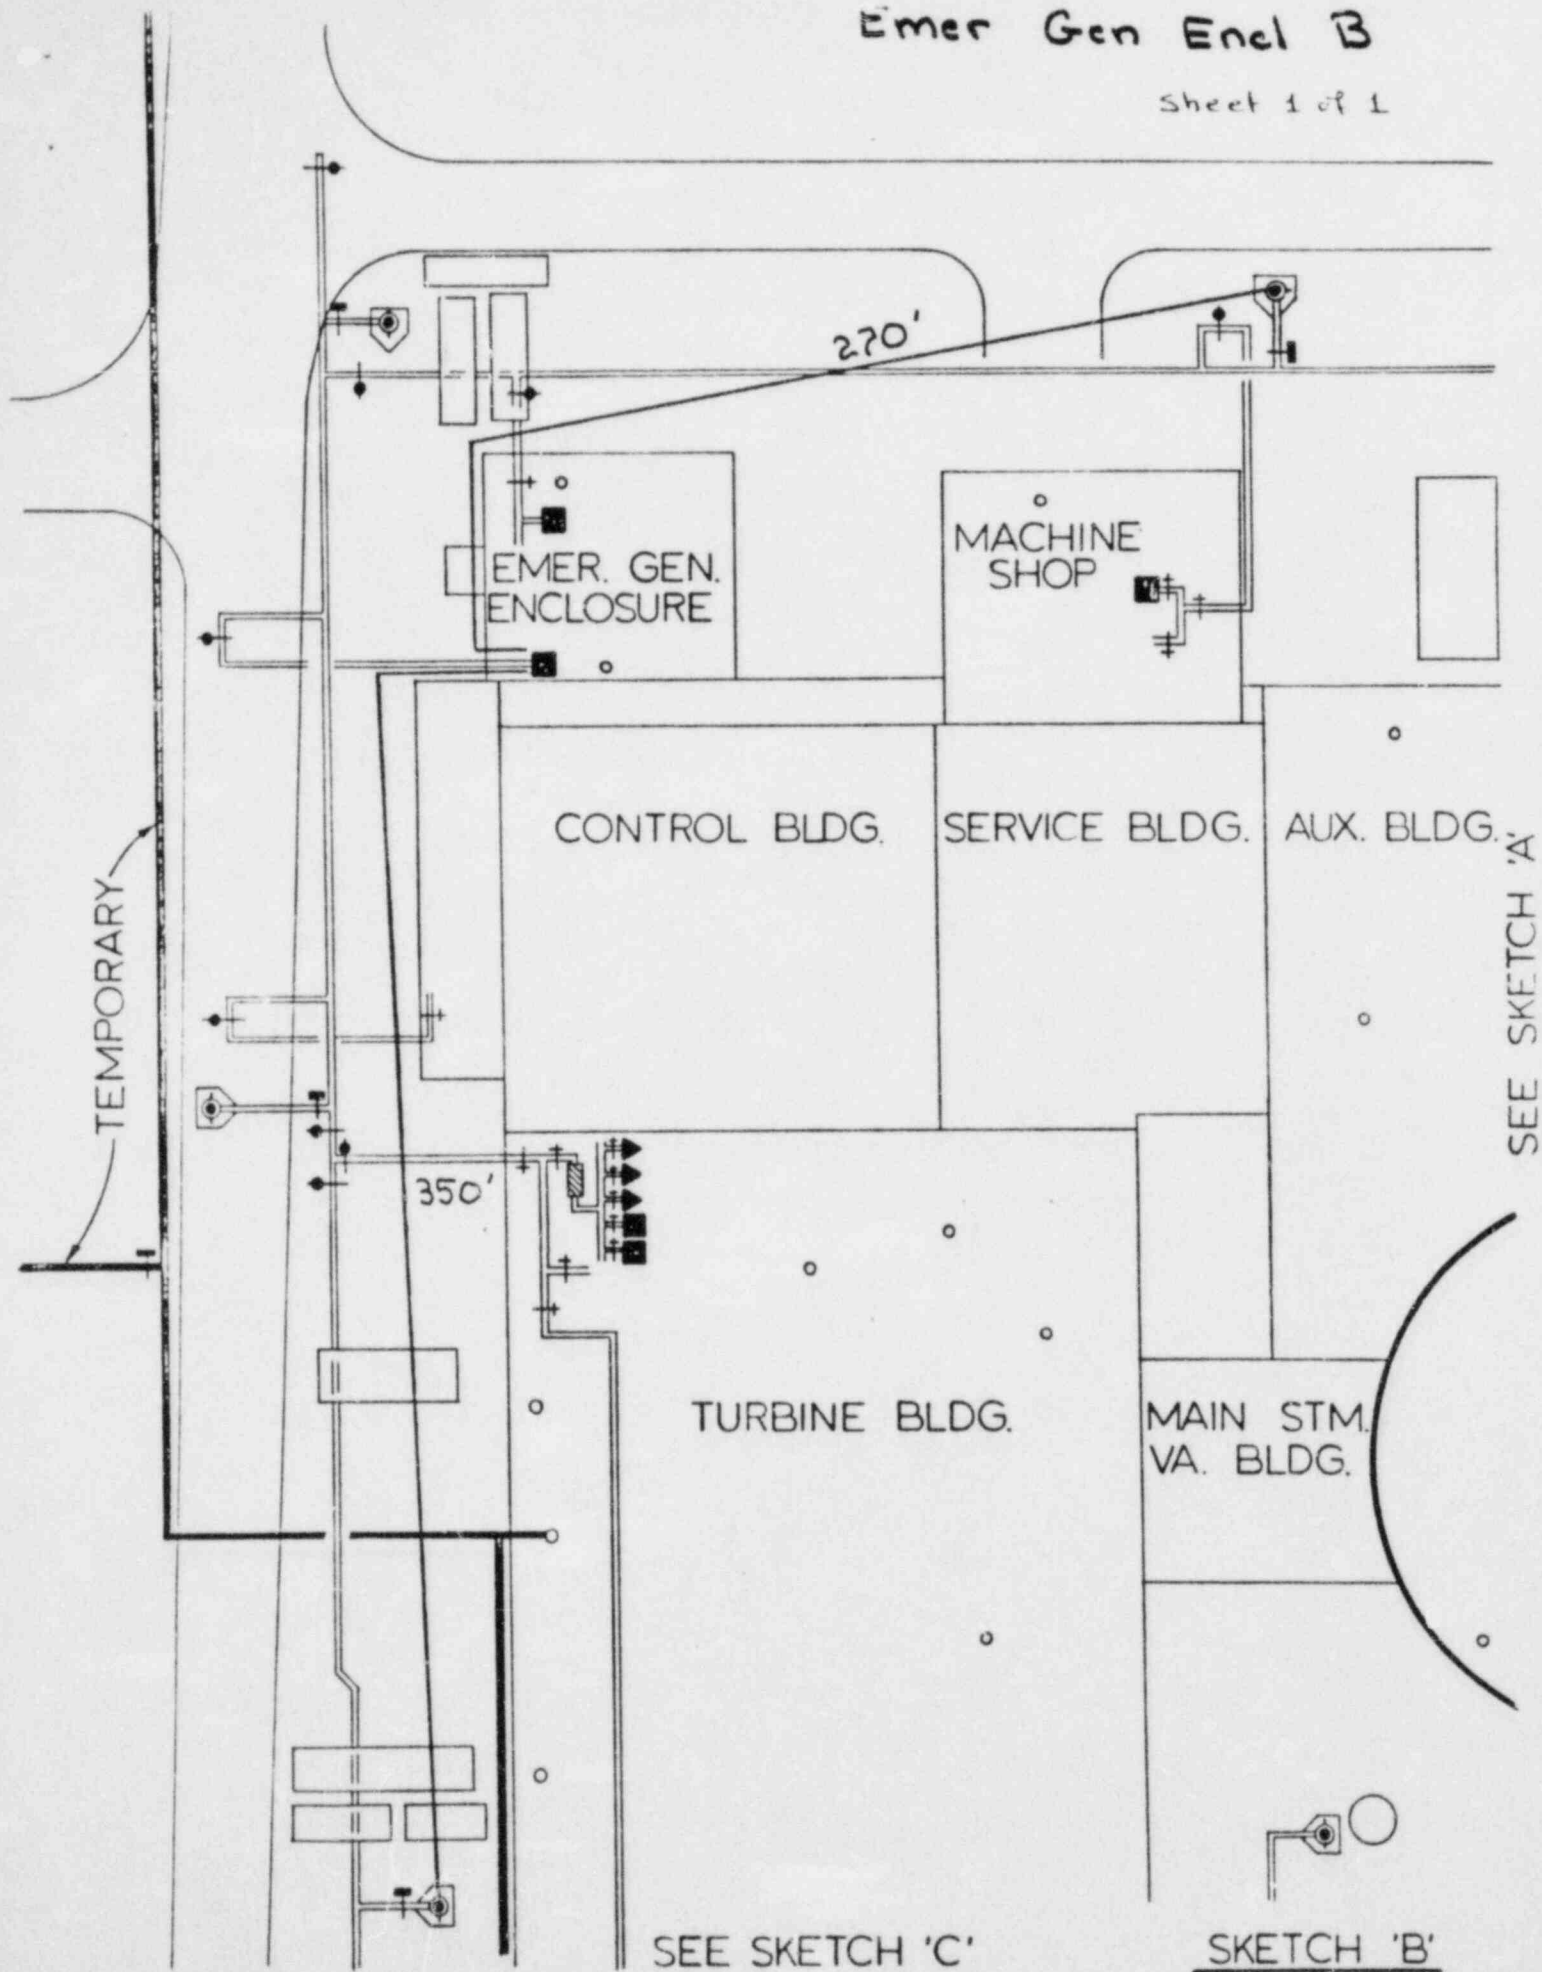 Emer Gen Encl B
Sheet 1 of 1
270'
EMER. GEN.
ENCLOSURE
MACHINE
SHOP
CONTROL BLDG.
SERVICE BLDG.
AUX. BLDG.
SEE SKETCH 'A'
TEMPORARY
350'
TURBINE BLDG.
MAIN STM.
VA. BLDG.
SEE SKETCH 'C'
SKETCH 'B'